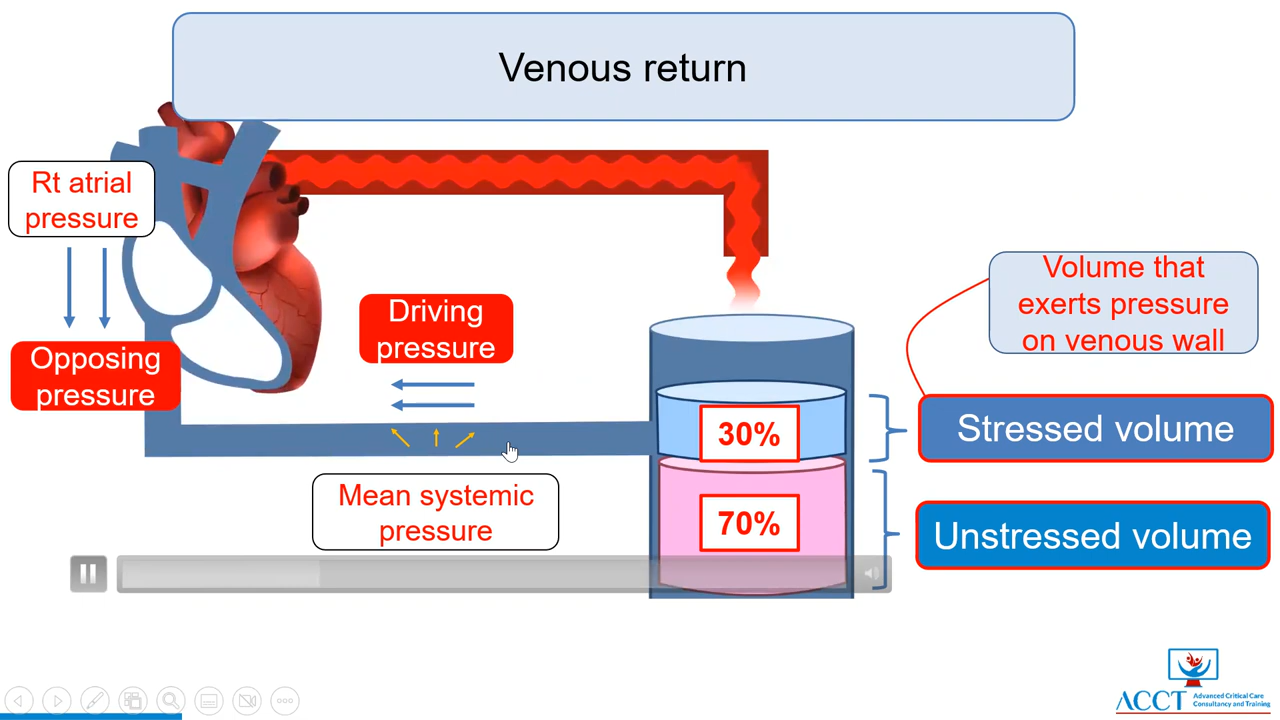 Venous return
Rt atrial
pressure
Opposing
pressure
Driving
pressure
Mean systemic
pressure
30%
70%
Volume that
exerts pressure
on venous wall
Stressed volume
Unstressed volume
ACCT Advanced Critical Care
Consultancy and Training